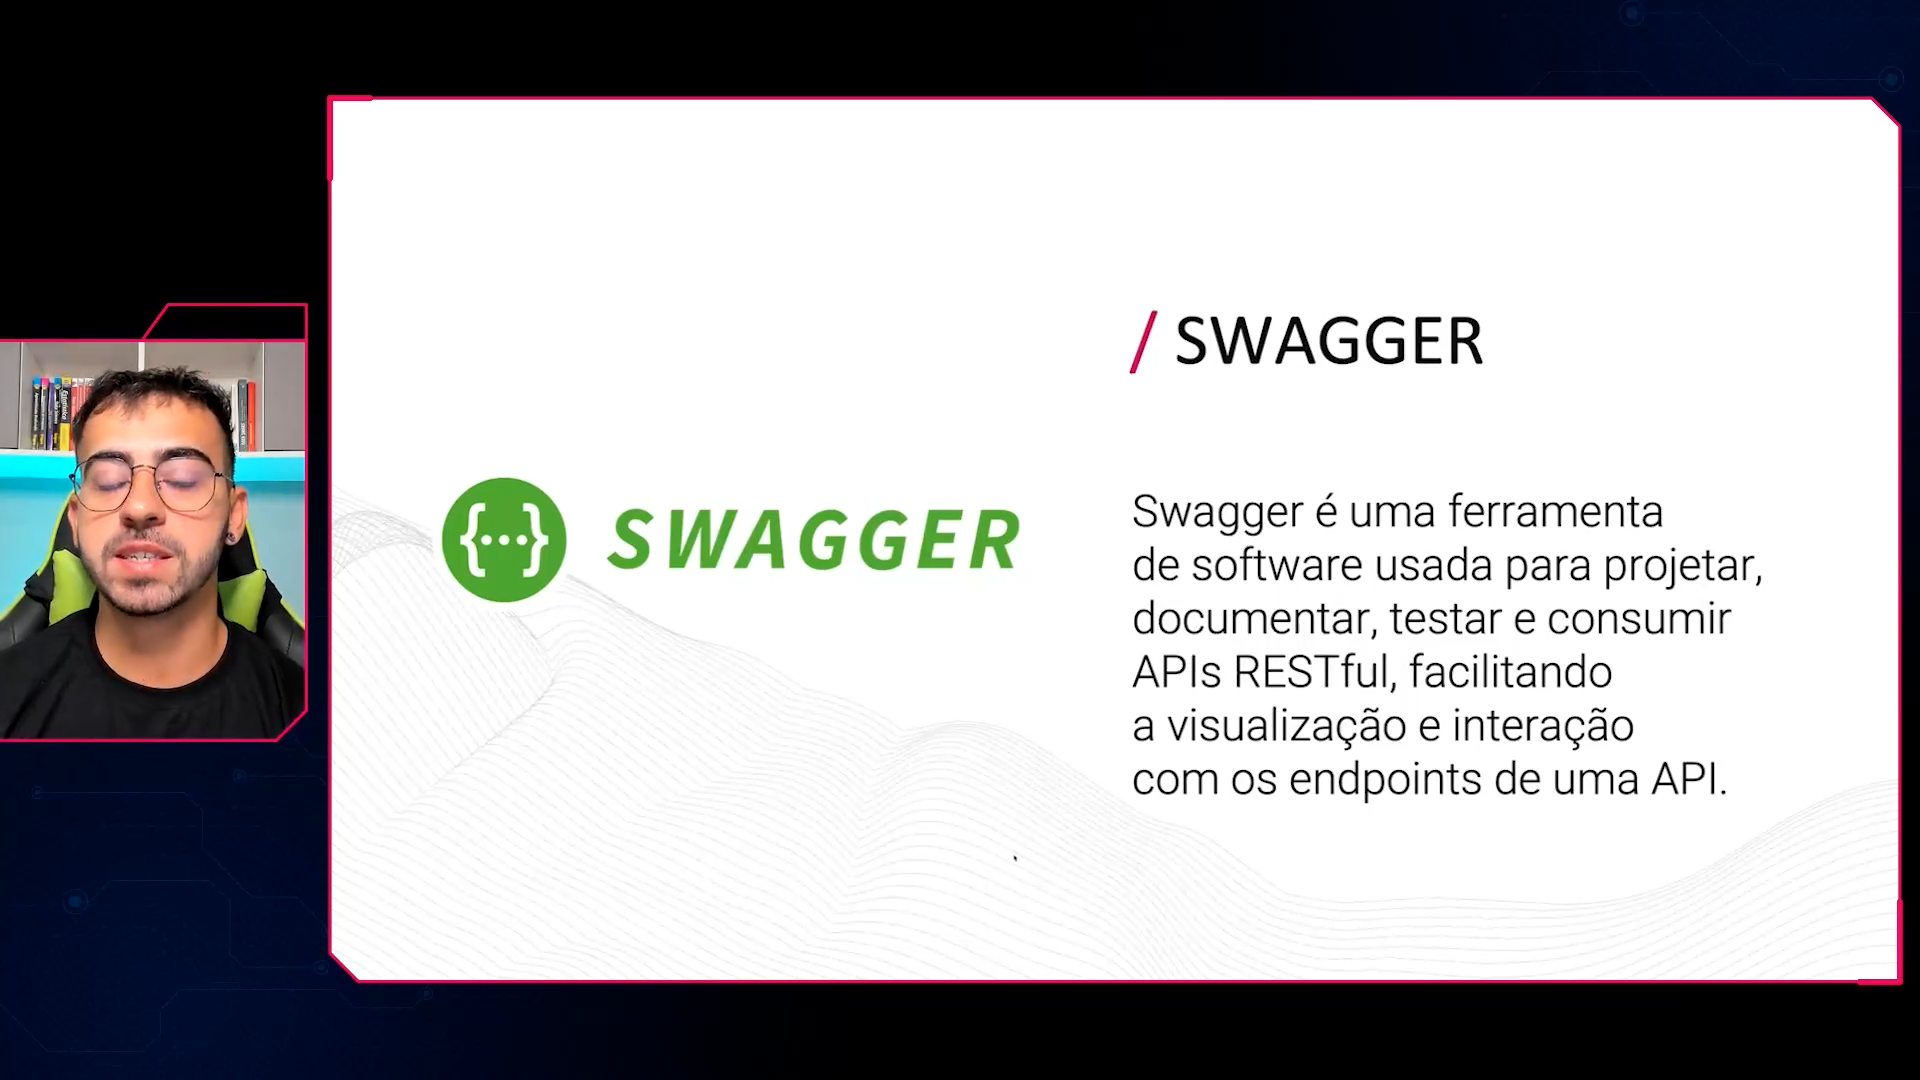 / SWAGGER
{...} SWAGGER
Swagger é uma ferramenta
de software usada para projetar,
documentar, testar e consumir
APIs RESTful, facilitando
a visualização e interação
com os endpoints de uma API.